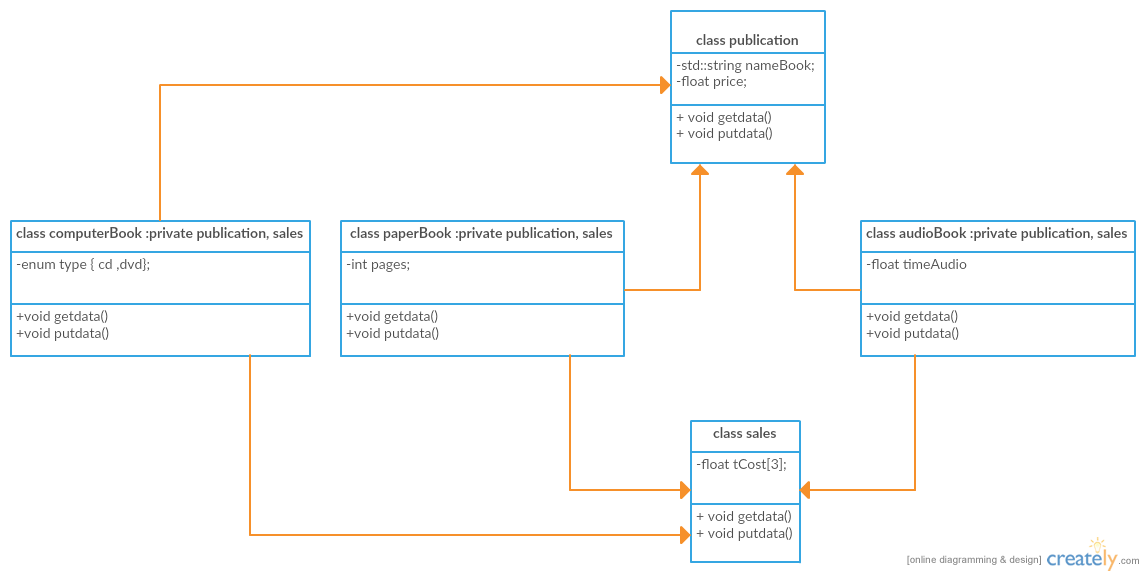 class publication
-std::string nameBook;
-float price;
+ void getdata()
+ void putdata()
class computerBook :private publication, sales
-enum type { cd ,dvd};
+void getdata()
+void putdata()
class paperBook :private publication, sales
-int pages;
+void getdata()
+void putdata()
class audioBook :private publication, sales
-float timeAudio
+void getdata()
+void putdata()
class sales
-float tCost[3];
+ void getdata()
+ void putdata()
[online diagramming & design] creately.com